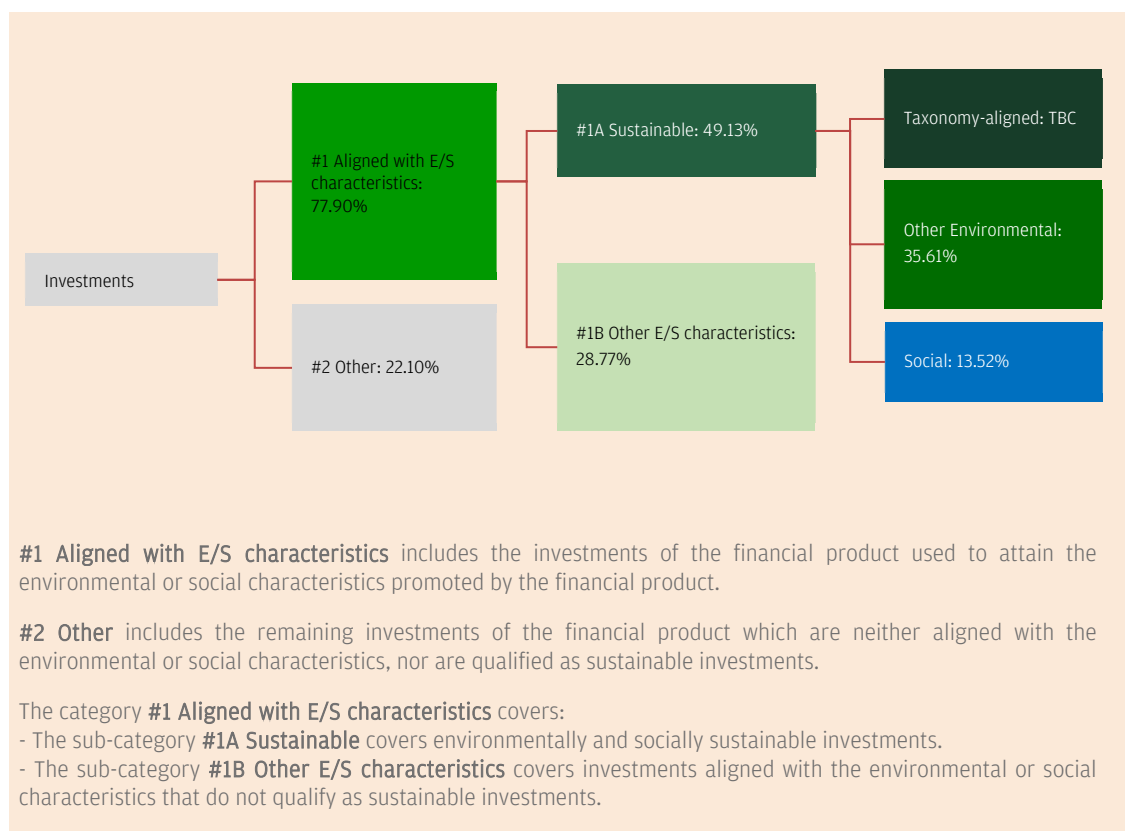 Investments
#1 Aligned with E/S
characteristics:
77.90%
#2 Other: 22.10%
#1A Sustainable: 49.13%
#1B Other E/S characteristics:
28.77%
Taxonomy-aligned: TBC
Other Environmental:
35.61%
Social: 13.52%
#1 Aligned with E/S characteristics includes the investments of the financial product used to attain the
environmental or social characteristics promoted by the financial product.
#2 Other includes the remaining investments of the financial product which are neither aligned with the
environmental or social characteristics, nor are qualified as sustainable investments.
The category #1 Aligned with E/S characteristics covers:
- The sub-category #1A Sustainable covers environmentally and socially sustainable investments.
- The sub-category #1B Other E/S characteristics covers investments aligned with the environmental or social
characteristics that do not qualify as sustainable investments.